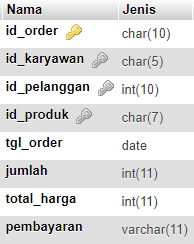 Nama Jenis
id_order char(10)
id_karyawan char(5)
id_pelanggan int(10)
id_produk char(7)
tgl_order date
jumlah int(11)
total_harga int(11)
pembayaran varchar(11)